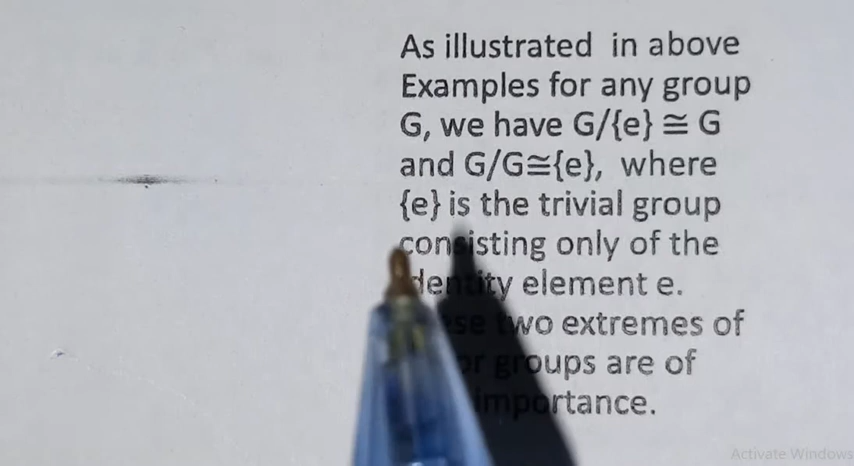 As illustrated in above
Examples for any group
G, we have G/{e} ≅ G
and G/G≅{e}, where
{e} is the trivial group
consisting only of the
identity element e.
two extremes of
groups are of
importance.
Activate Windows